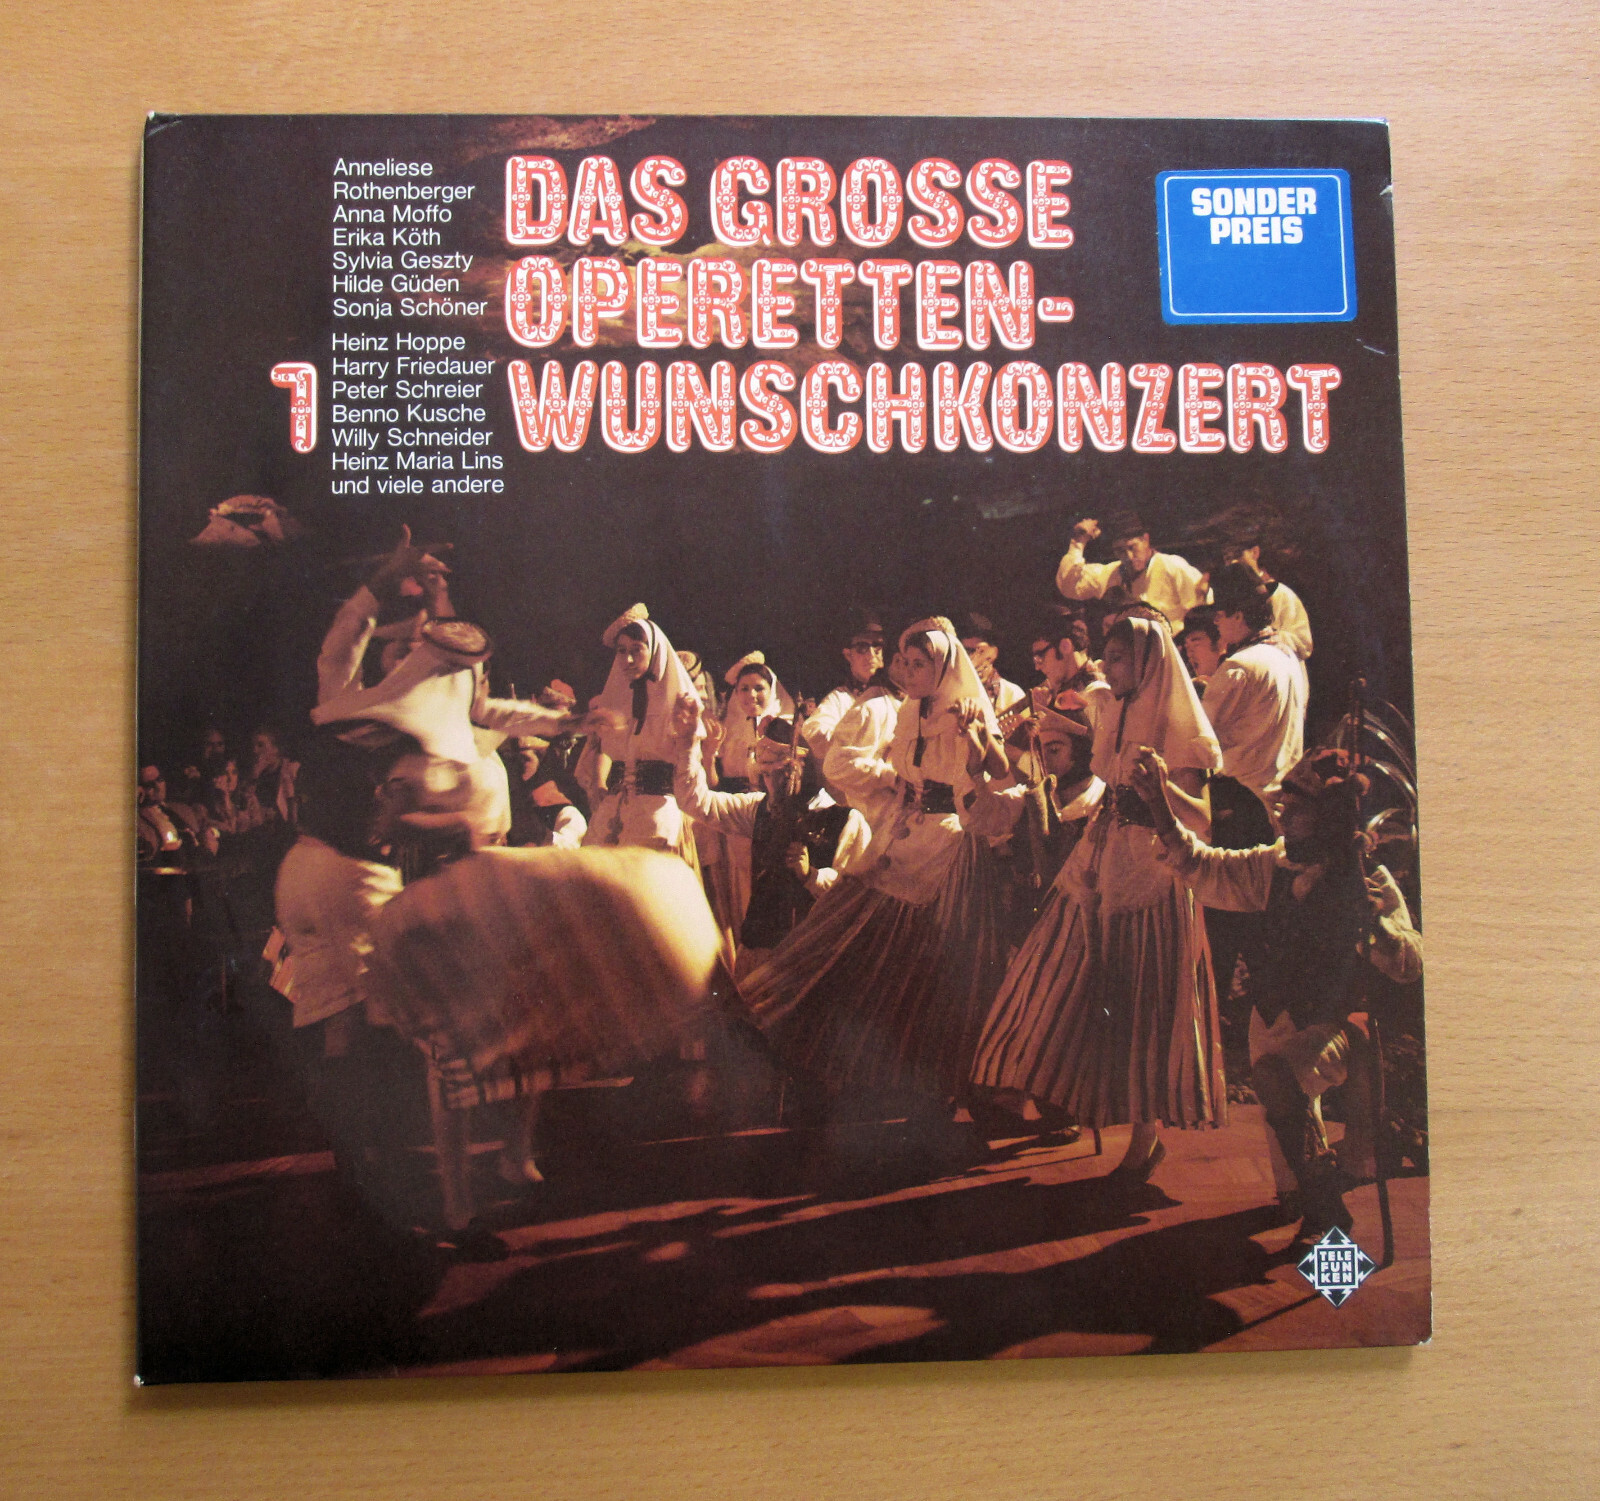 Anneliese
Rothenberger
Anna Moffo
Erika Köth
Sylvia Geszty
Hilde Güden
Sonja Schöner
Heinz Hoppe
Harry Friedauer
Peter Schreier
Benno Kusche
Willy Schneider
Heinz Maria Lins
und viele andere
1
DAS GROSSE
OPERETTEN-
WUNSCHKONZERT
SONDER
PREIS
TELE
FUN
KEN